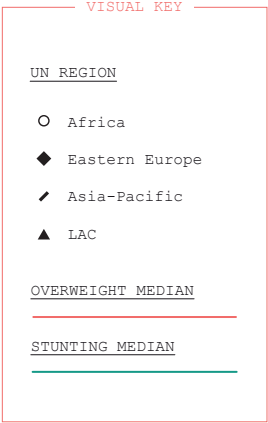 VISUAL KEY
UN REGION
Africa
Eastern Europe
Asia-Pacific
LAC
OVERWEIGHT MEDIAN
STUNTING MEDIAN